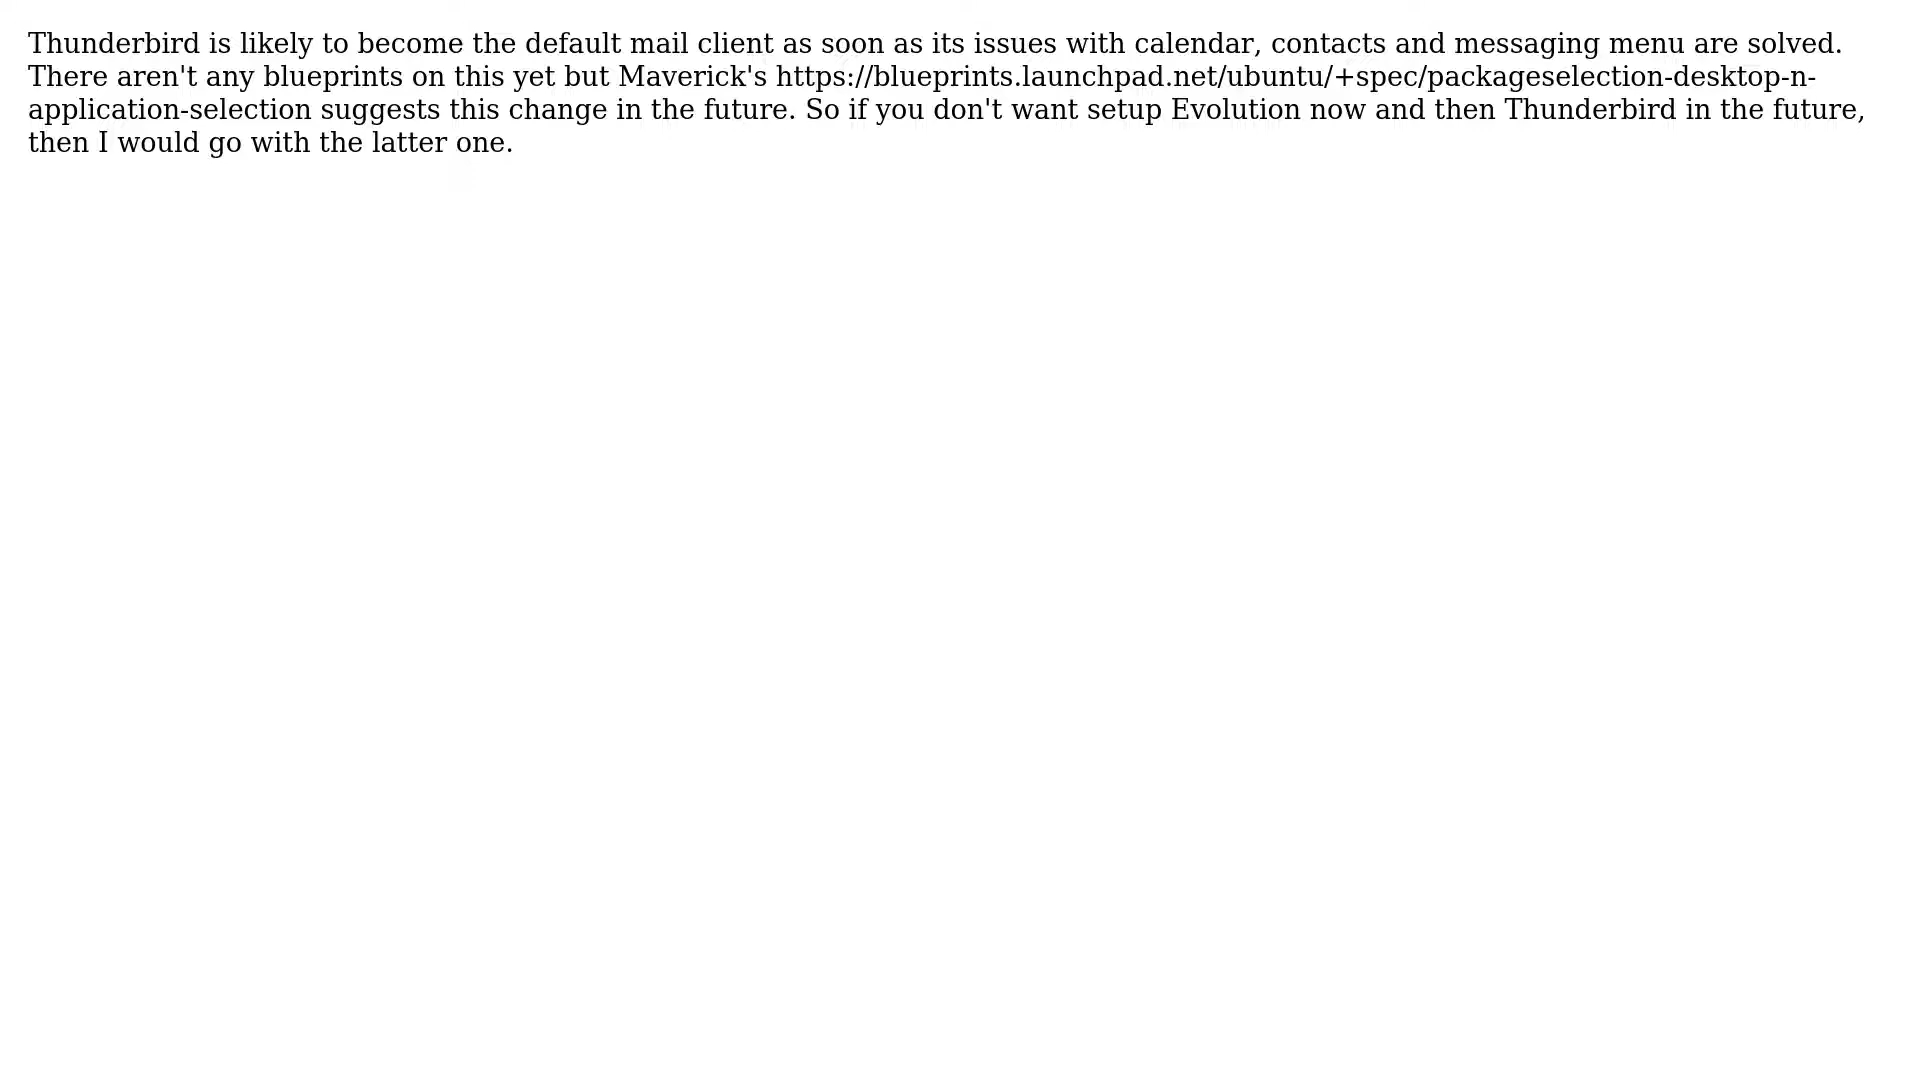 Thunderbird is likely to become the default mail client as soon as its issues with calendar, contacts and messaging menu are solved.
There aren't any blueprints on this yet but Maverick's https://blueprints.launchpad.net/ubuntu/+spec/packageselection-desktop-n-
application-selection suggests this change in the future. So if you don't want setup Evolution now and then Thunderbird in the future,
then I would go with the latter one.